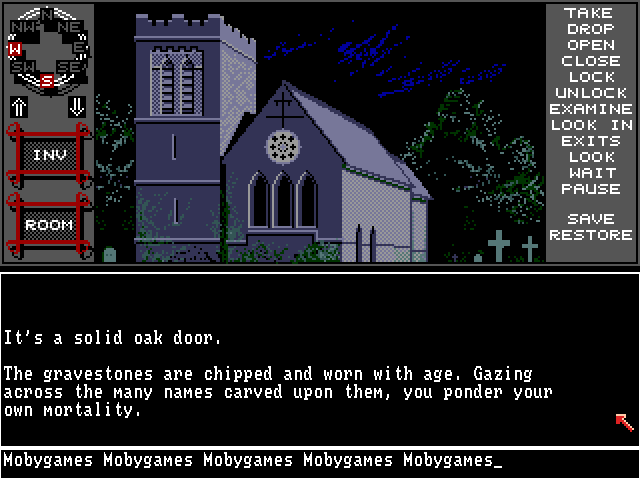 N
NW NE
W E
SW SE
S
INV
ROOM
TAKE
DROP
OPEN
CLOSE
LOCK
UNLOCK
EXAMINE
LOOK IN
EXITS
LOOK
WAIT
PAUSE
SAVE
RESTORE
It's a solid oak door.
The gravestones are chipped and worn with age. Gazing
across the many names carved upon them, you ponder your
own mortality.
Mobygames Mobygames Mobygames Mobygames Mobygames_